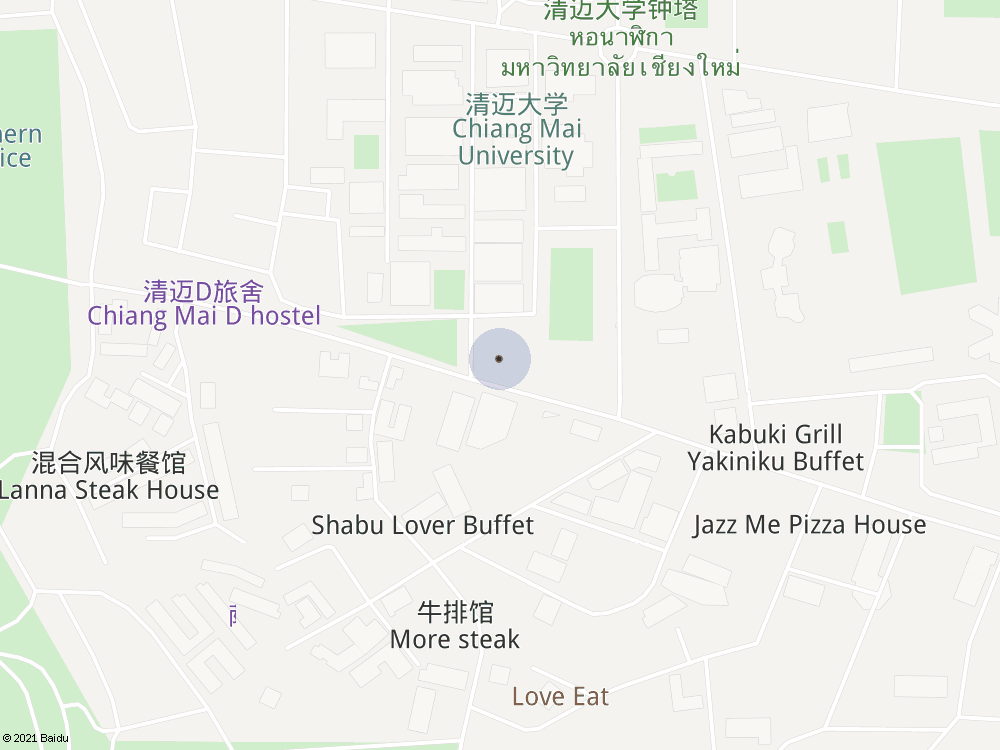 清迈大学钟塔
หอนาฬิกา
มหาวิทยาลัยเชียงใหม่
清迈大学
Chiang Mai
University
hern
ice
清迈D旅舍
Chiang Mai D hostel
Kabuki Grill
Yakiniku Buffet
混合风味餐馆
Lanna Steak House
Shabu Lover Buffet
Jazz Me Pizza House
牛排馆
More steak
Love Eat
© 2021 Baidu